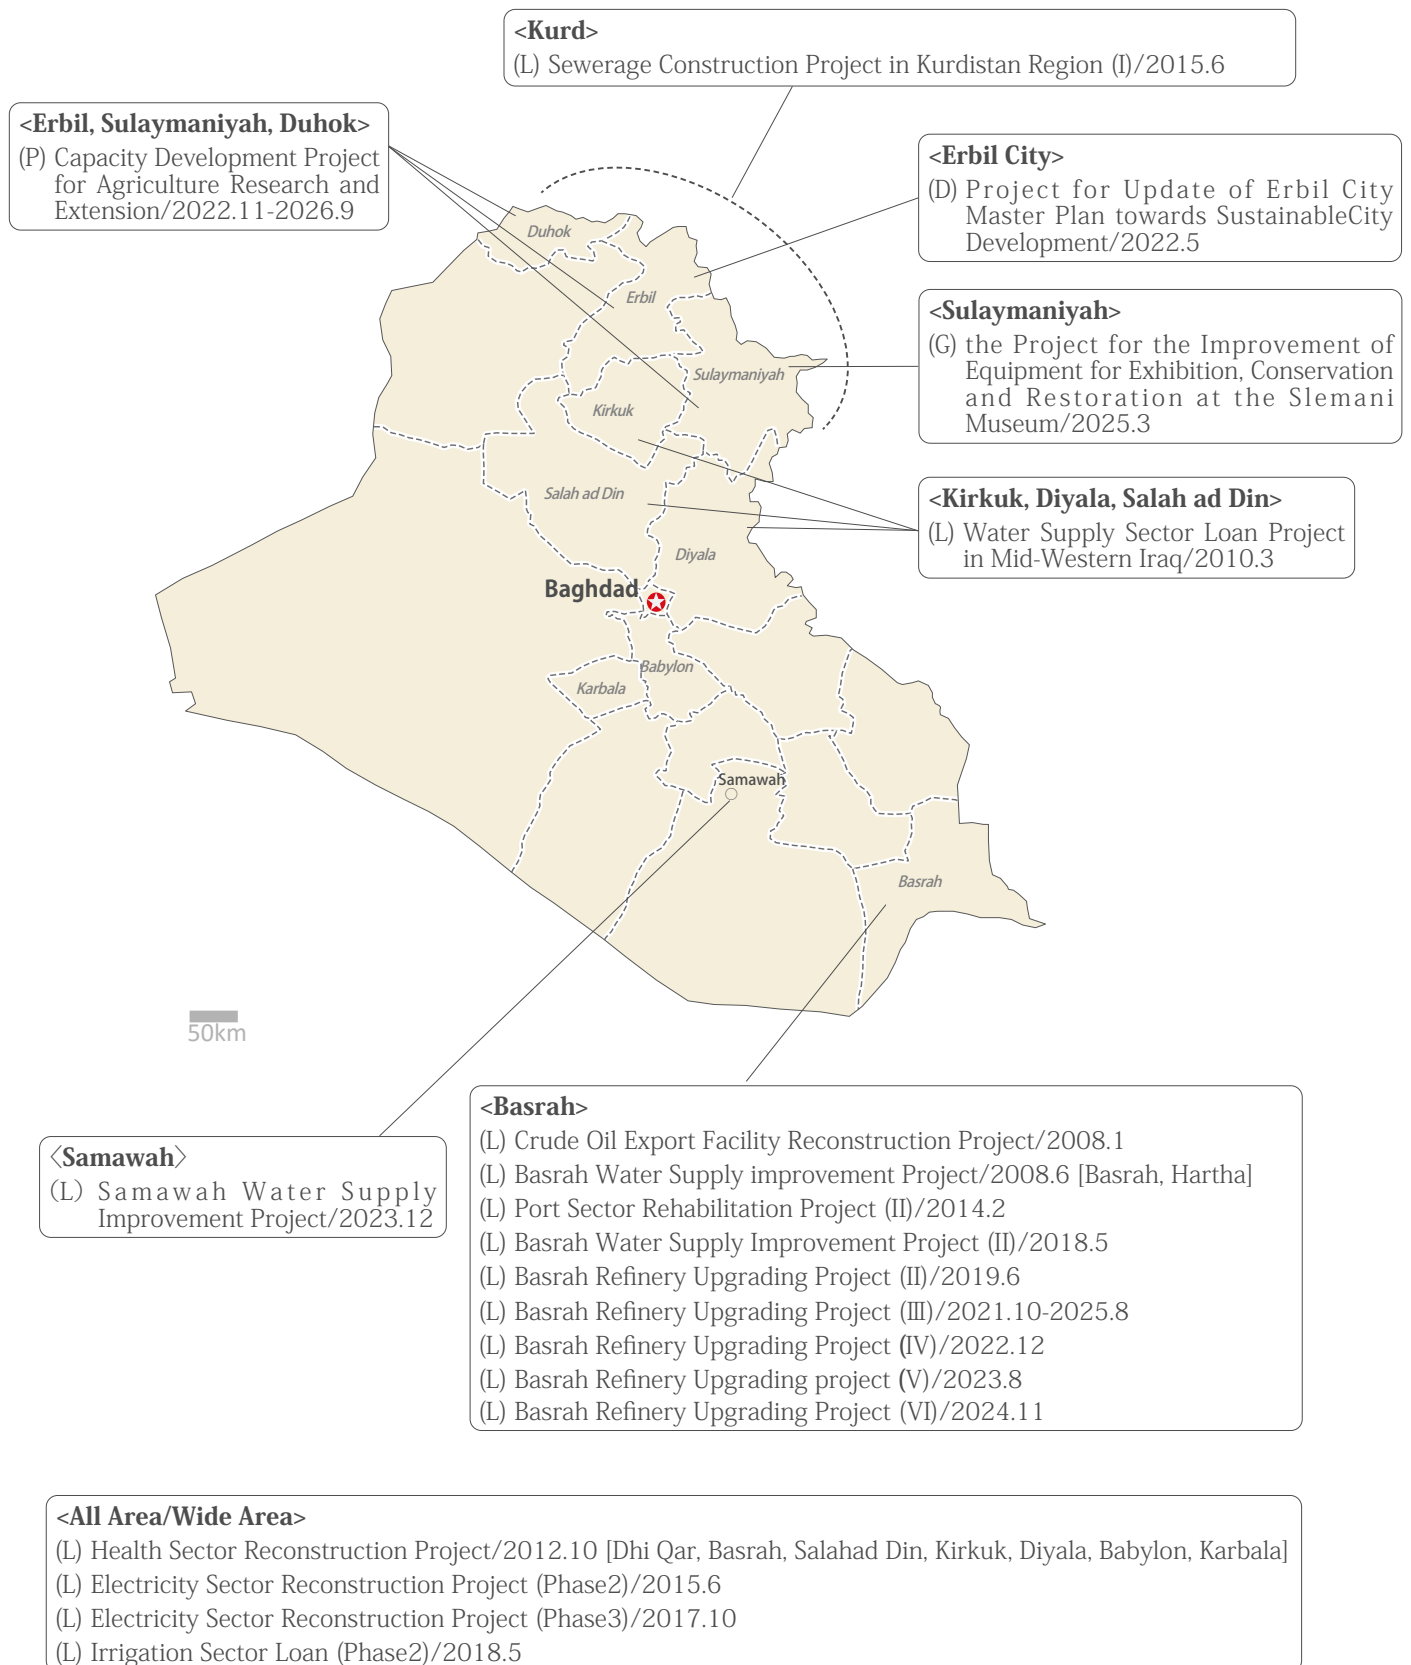 <Kurd>
(L) Sewerage Construction Project in Kurdistan Region (I)/2015.6
<Erbil, Sulaymaniyah, Duhok>
(P) Capacity Development Project
for Agriculture Research and
Extension/2022.11-2026.9
<Erbil City>
(D) Project for Update of Erbil City
Master Plan towards SustainableCity
Development/2022.5
<Sulaymaniyah>
(G) the Project for the Improvement of
Equipment for Exhibition, Conservation
and Restoration at the Slemani
Museum/2025.3
<Kirkuk, Diyala, Salah ad Din>
(L) Water Supply Sector Loan Project
in Mid-Western Iraq/2010.3
Duhok
Erbil
Sulaymaniyah
Kirkuk
Salah ad Din
Diyala
Baghdad
Babylon
Karbala
Samawah
Basrah
50km
〈Samawah〉
(L) Samawah Water Supply
Improvement Project/2023.12
<Basrah>
(L) Crude Oil Export Facility Reconstruction Project/2008.1
(L) Basrah Water Supply improvement Project/2008.6 [Basrah, Hartha]
(L) Port Sector Rehabilitation Project (II)/2014.2
(L) Basrah Water Supply Improvement Project (II)/2018.5
(L) Basrah Refinery Upgrading Project (II)/2019.6
(L) Basrah Refinery Upgrading Project (Ⅲ)/2021.10-2025.8
(L) Basrah Refinery Upgrading Project (IV)/2022.12
(L) Basrah Refinery Upgrading project (V)/2023.8
(L) Basrah Refinery Upgrading Project (VI)/2024.11
<All Area/Wide Area>
(L) Health Sector Reconstruction Project/2012.10 [Dhi Qar, Basrah, Salahad Din, Kirkuk, Diyala, Babylon, Karbala]
(L) Electricity Sector Reconstruction Project (Phase2)/2015.6
(L) Electricity Sector Reconstruction Project (Phase3)/2017.10
(L) Irrigation Sector Loan (Phase2)/2018.5